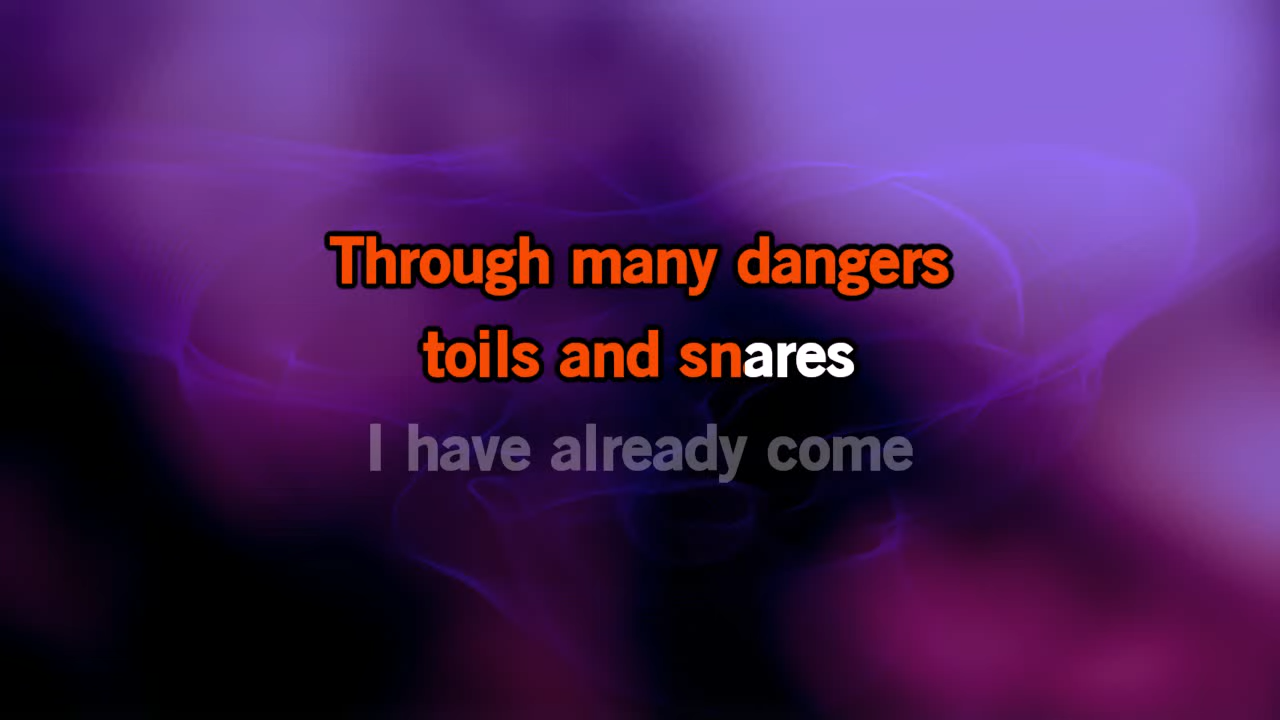 Through many dangers
toils and snares
I have already come